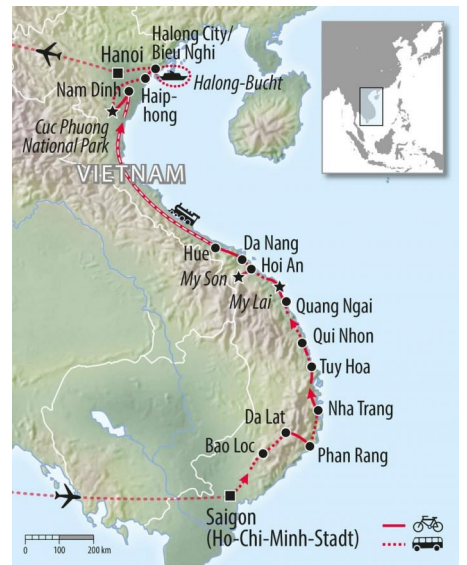 Halong City/
Bieu Nghi
Hanoi
Halong-Bucht
Nam Dinh
Haip-
hong
Cuc Phuong
National Park
VIETNAM
Hue
Da Nang
Hoi An
My Son
My Lai
Quang Ngai
Qui Nhon
Tuy Hoa
Da Lat
Nha Trang
Bao Loc
Phan Rang
Saigon
(Ho-Chi-Minh-Stadt)
0 100 200 km